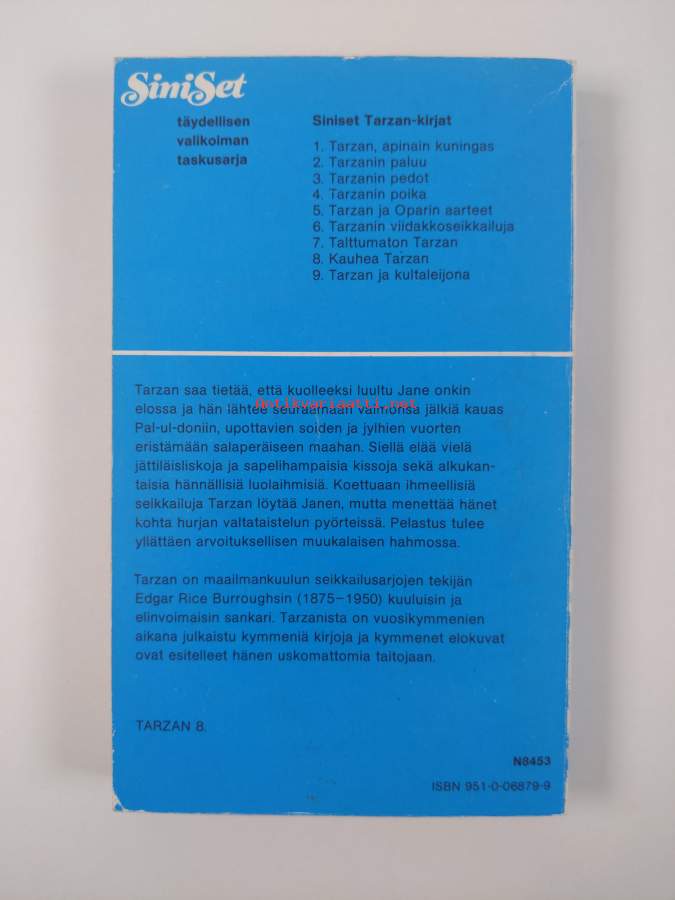 SiniSet
täydellisen
valikoiman
taskusarja
Siniset Tarzan-kirjat
1. Tarzan, apinain kuningas
2. Tarzanin paluu
3. Tarzanin pedot
4. Tarzanin poika
5. Tarzan ja Oparin aarteet
6. Tarzanin viidakkoseikkailuja
7. Talttumaton Tarzan
8. Kauhea Tarzan
9. Tarzan ja kultaleijona
Tarzan saa tietää, että kuolleeksi luultu Jane onkin
elossa ja hän lähtee seuraamaan vaimonsa jälkiä kauas
Antikvariaatti.net
Pal-ul-doniin, upottavien soiden ja jylhien vuorten
eristämään salaperäiseen maahan. Siellä elää vielä
jättiläisliskoja ja sapelihampaisia kissoja sekä alkukan-
taisia hännällisiä luolaihmisiä. Koettuaan ihmeellisiä
seikkailuja Tarzan löytää Janen, mutta menettää hänet
kohta hurjan valtataistelun pyörteissä. Pelastus tulee
yllättäen arvoituksellisen muukalaisen hahmossa.
Tarzan on maailmankuulun seikkailusarjojen tekijän
Edgar Rice Burroughsin (1875–1950) kuuluisin ja
elinvoimaisin sankari. Tarzanista on vuosikymmenien
aikana julkaistu kymmeniä kirjoja ja kymmenet elokuvat
ovat esitelleet hänen uskomattomia taitojaan.
TARZAN 8.
N8453
ISBN 951-0-06879-9